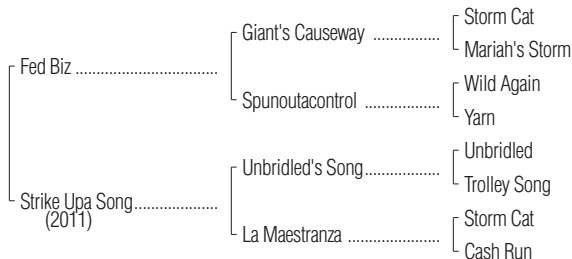 Storm Cat
Giant's Causeway ................
Mariah's Storm
Fed Biz ..................................
Wild Again
Spunoutacontrol ..................
Yarn
Unbridled
Unbridled's Song..................
Trolley Song
Strike Upa Song....................
(2011)
Storm Cat
La Maestranza ......................
Cash Run